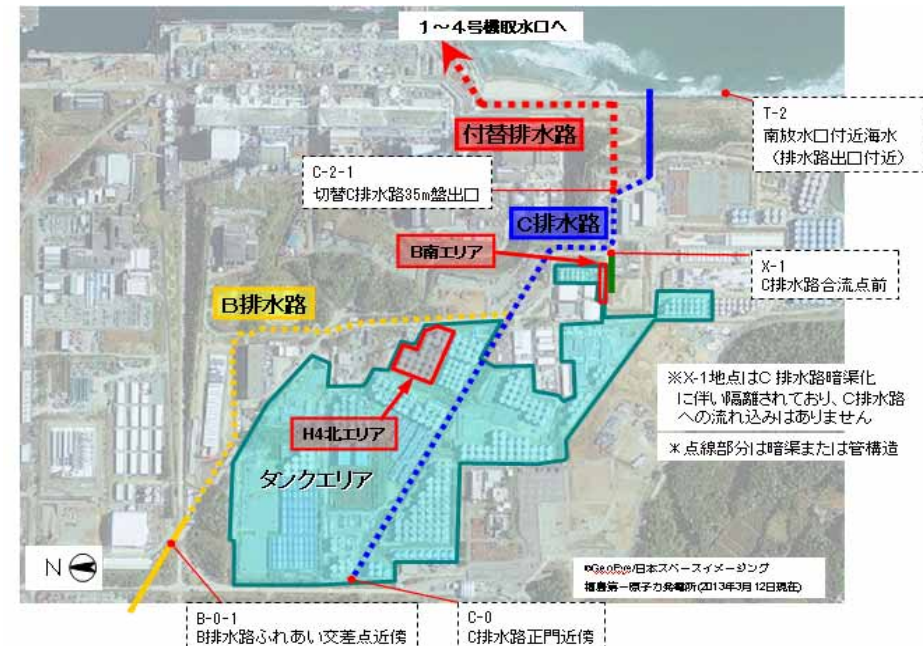 1~4号機取水口へ
T-2
南放水口付近海水
(排水路出口付近)
付替排水路
C-2-1
切替C排水路35m盤出口
C排水路
B南エリア
X-1
C排水路合流点前
B排水路
※X-1地点はC排水路暗渠化
に伴い隔離されており、C排水路
への流れ込みはありません
*点線部分は暗渠または管構造
H4北エリア
タンクエリア
N
©GeoEye/日本スペースイメージング
福島第一原子力発電所(2013年3月12日現在)
B-0-1
B排水路ふれあい交差点近傍
C-0
C排水路正門近傍